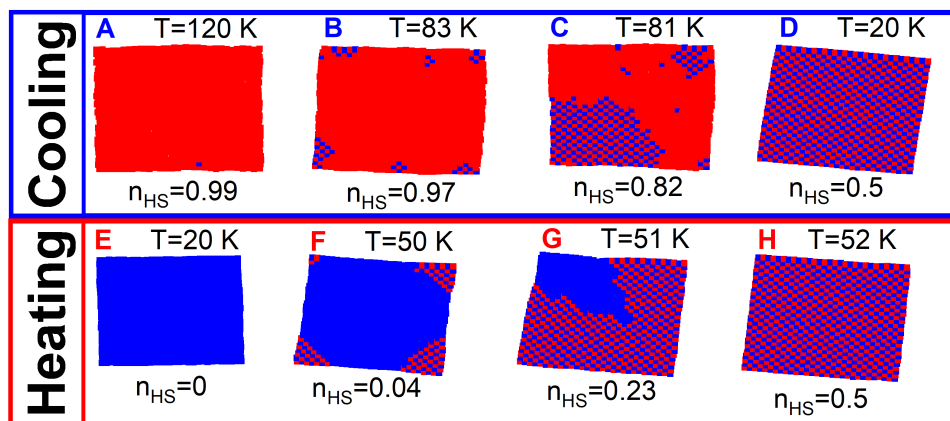 Cooling
A T=120 K B T=83 K C T=81 K D T=20 K
nHS=0.99 nHS=0.97 nHS=0.82 nHS=0.5
Heating
E T=20 K F T=50 K G T=51 K H T=52 K
nHS=0 nHS=0.04 nHS=0.23 nHS=0.5